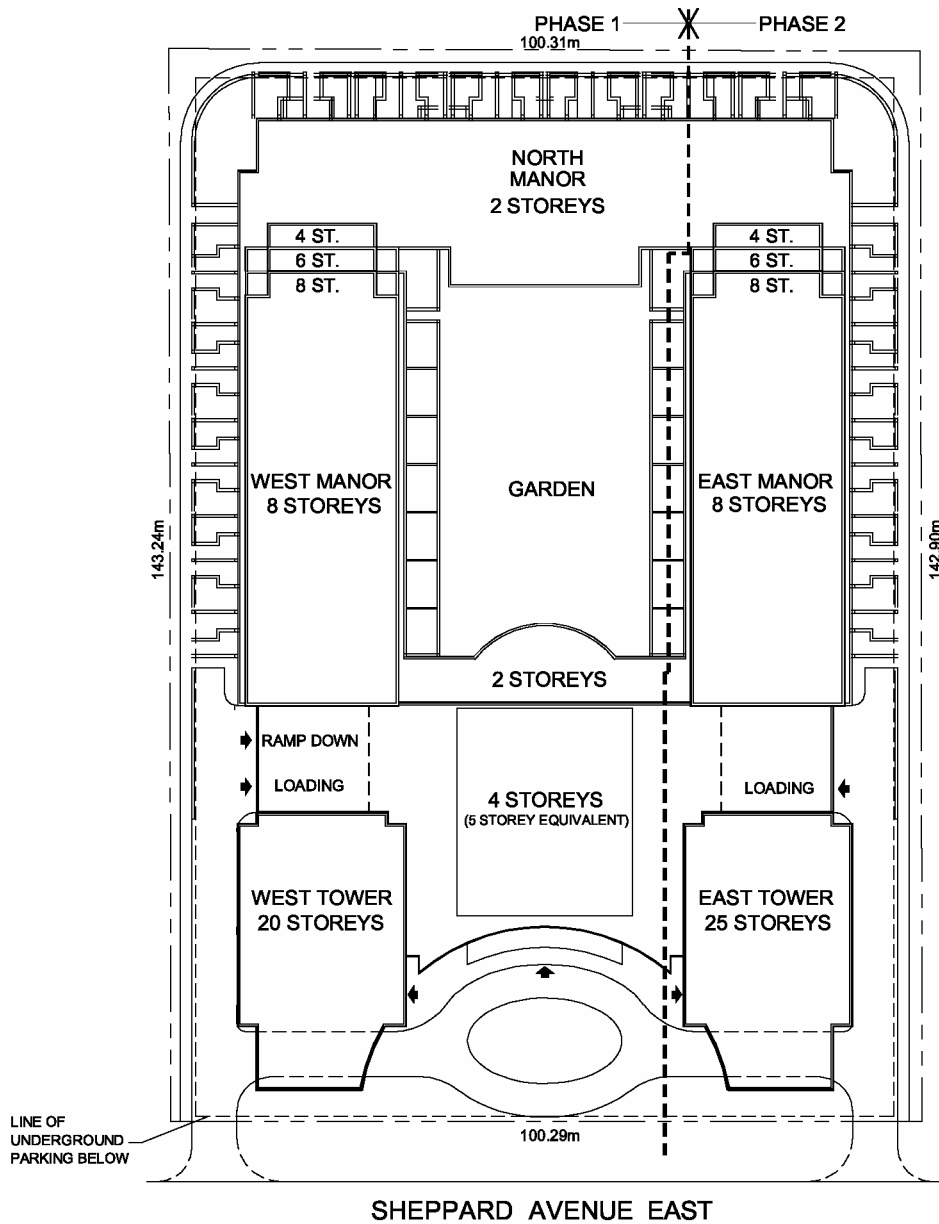 PHASE 1
PHASE 2
100.31m
NORTH
MANOR
2 STOREYS
4 ST.
6 ST.
8 ST.
4 ST.
6 ST.
8 ST.
WEST MANOR
8 STOREYS
GARDEN
EAST MANOR
8 STOREYS
143.24m
142.90m
2 STOREYS
RAMP DOWN
LOADING
4 STOREYS
(5 STOREY EQUIVALENT)
LOADING
WEST TOWER
20 STOREYS
EAST TOWER
25 STOREYS
LINE OF
UNDERGROUND
PARKING BELOW
100.29m
SHEPPARD AVENUE EAST